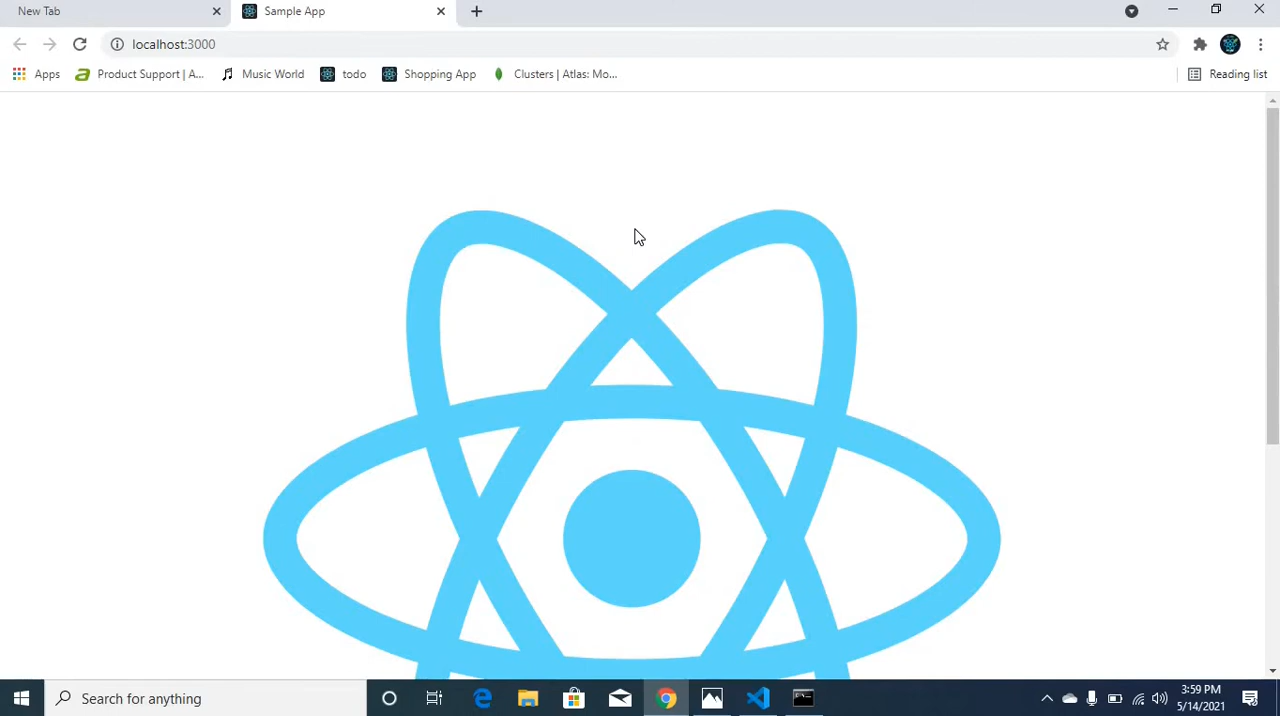 New Tab
Sample App
localhost:3000
Apps
Product Support | A...
Music World
todo
Shopping App
Clusters | Atlas: Mo...
Reading list
Search for anything
3:59 PM
5/14/2021